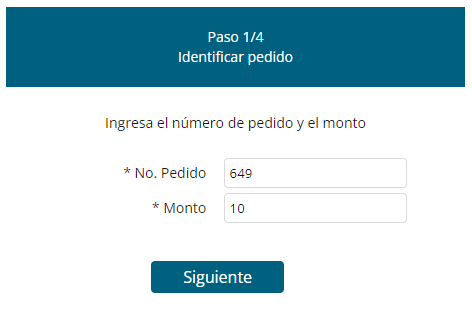 Paso 1/4
Identificar pedido
Ingresa el número de pedido y el monto
* No. Pedido 649
* Monto 10
Siguiente